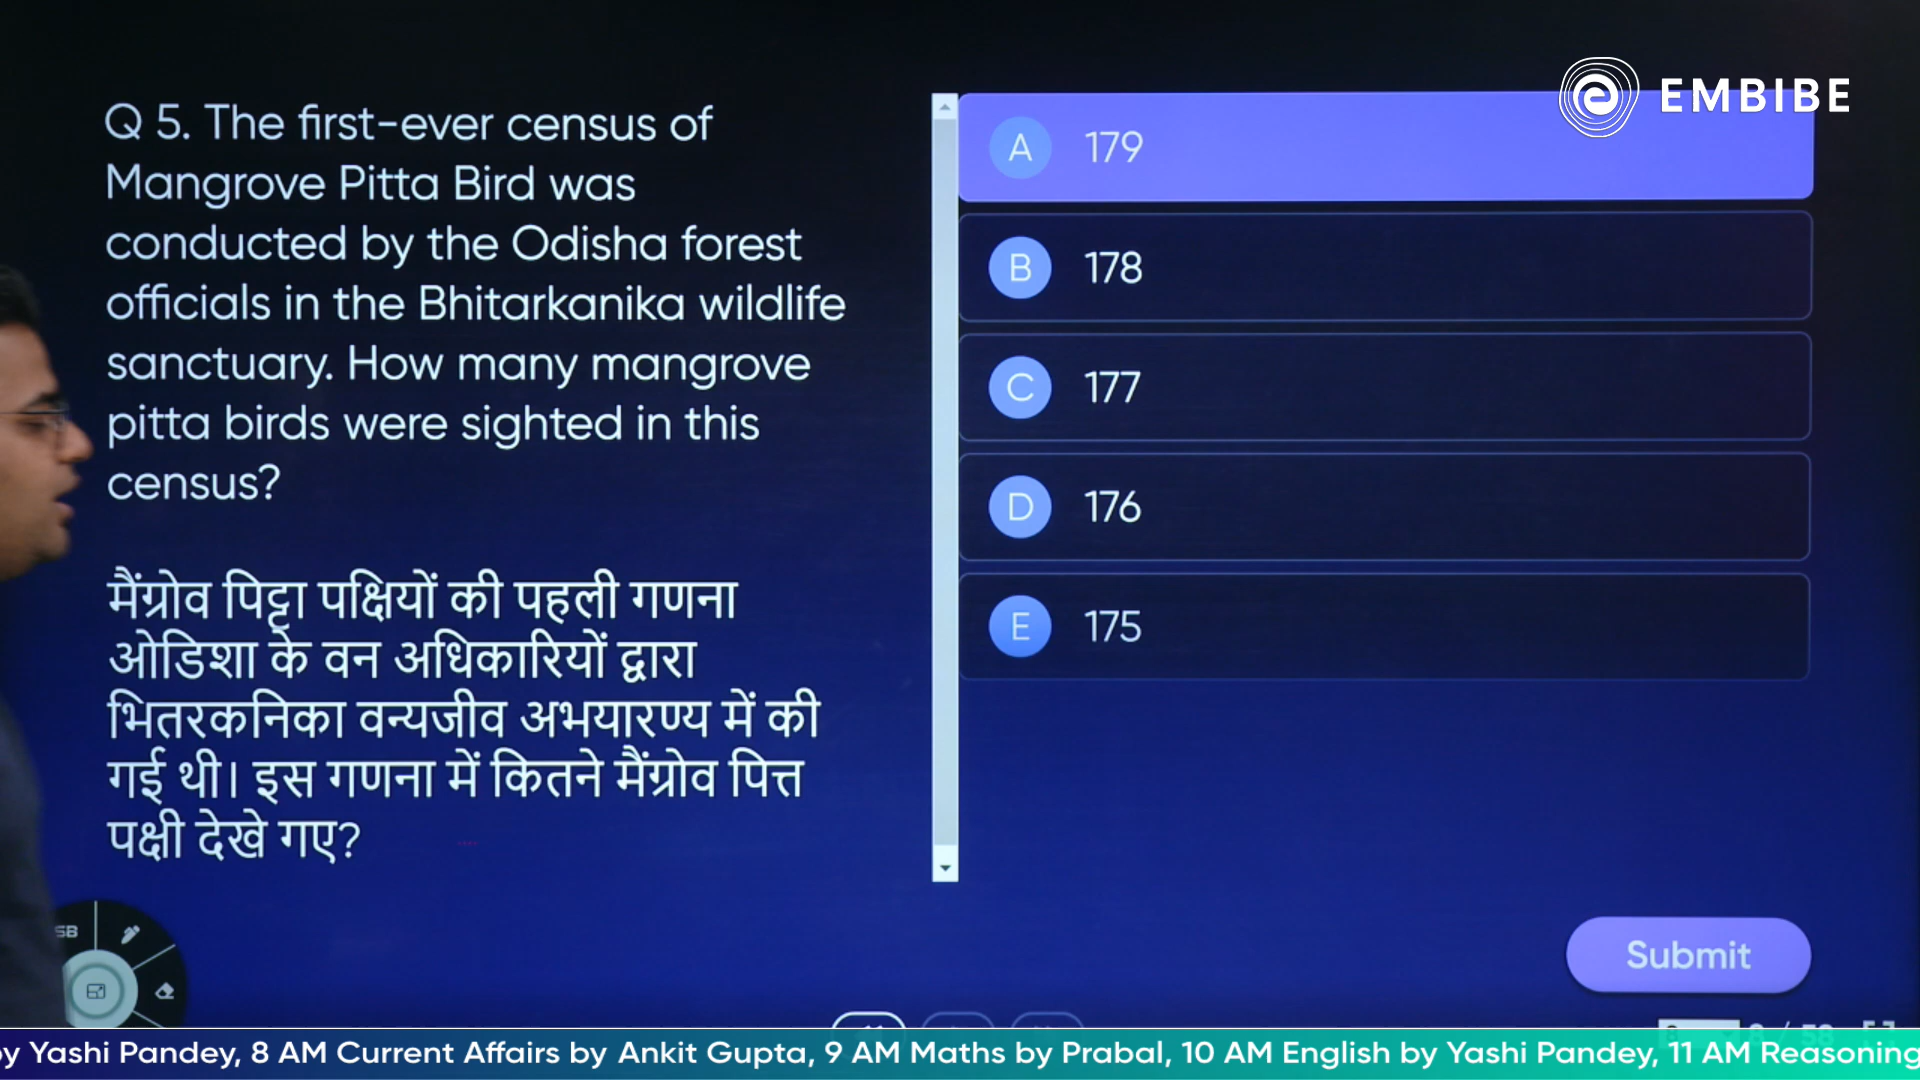 EMBIBE
Q 5. The first-ever census of
Mangrove Pitta Bird was
conducted by the Odisha forest
officials in the Bhitarkanika wildlife
sanctuary. How many mangrove
pitta birds were sighted in this
census?
मैंग्रोव पिट्टा पक्षियों की पहली गणना
ओडिशा के वन अधिकारियों द्वारा
भितरकनिका वन्यजीव अभयारण्य में की
गई थी। इस गणना में कितने मैंग्रोव पित्त
पक्षी देखे गए?
A 179
B 178
C 177
D 176
E 175
Submit
SB
by Yashi Pandey, 8 AM Current Affairs by Ankit Gupta, 9 AM Maths by Prabal, 10 AM English by Yashi Pandey, 11 AM Reasoning